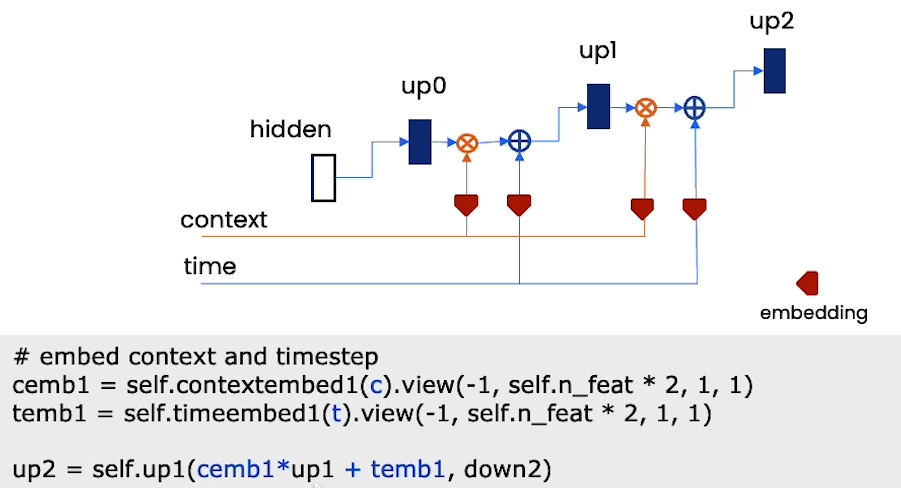 up2
up1
up0
hidden
context
time
embedding
# embed context and timestep
cemb1 = self.contextembed1(c).view(-1, self.n_feat * 2, 1, 1)
temb1 = self.timeembed1(t).view(-1, self.n_feat * 2, 1, 1)
up2 = self.up1(cemb1*up1 + temb1, down2)